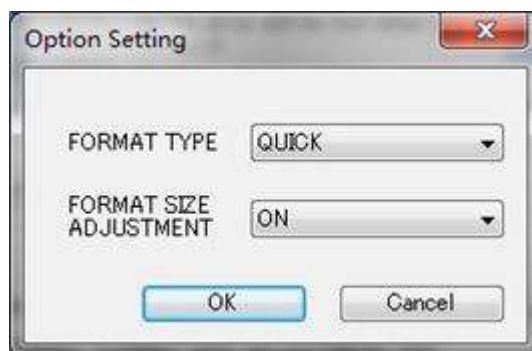 Option Setting
FORMAT TYPE
QUICK
FORMAT SIZE
ADJUSTMENT
ON
OK
Cancel